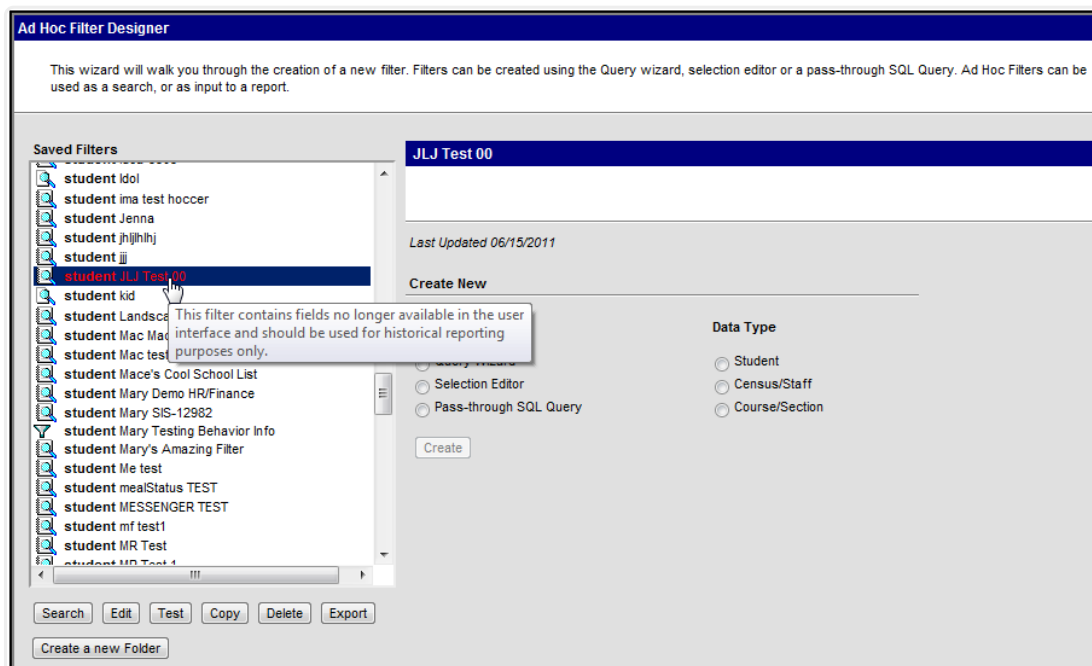 Ad Hoc Filter Designer
This wizard will walk you through the creation of a new filter. Filters can be created using the Query wizard, selection editor or a pass-through SQL Query. Ad Hoc Filters can be
used as a search, or as input to a report.
Saved Filters
student Idol
student ima test hoccer
student Jenna
student jhljhlhj
student jjj
student JLJ Test 00
student kid
student Landsca
student Mac Mac
student Mac test
student Mace's Cool School List
student Mary Demo HR/Finance
student Mary SIS-12982
student Mary Testing Behavior Info
student Mary's Amazing Filter
student Me test
student mealStatus TEST
student MESSENGER TEST
student mf test1
student MR Test
student MR Test 1
Search Edit Test Copy Delete Export
Create a new Folder
This filter contains fields no longer available in the user
interface and should be used for historical reporting
purposes only.
JLJ Test 00
Last Updated 06/15/2011
Create New
Query Wizard
Selection Editor
Pass-through SQL Query
Create
Data Type
Student
Census/Staff
Course/Section